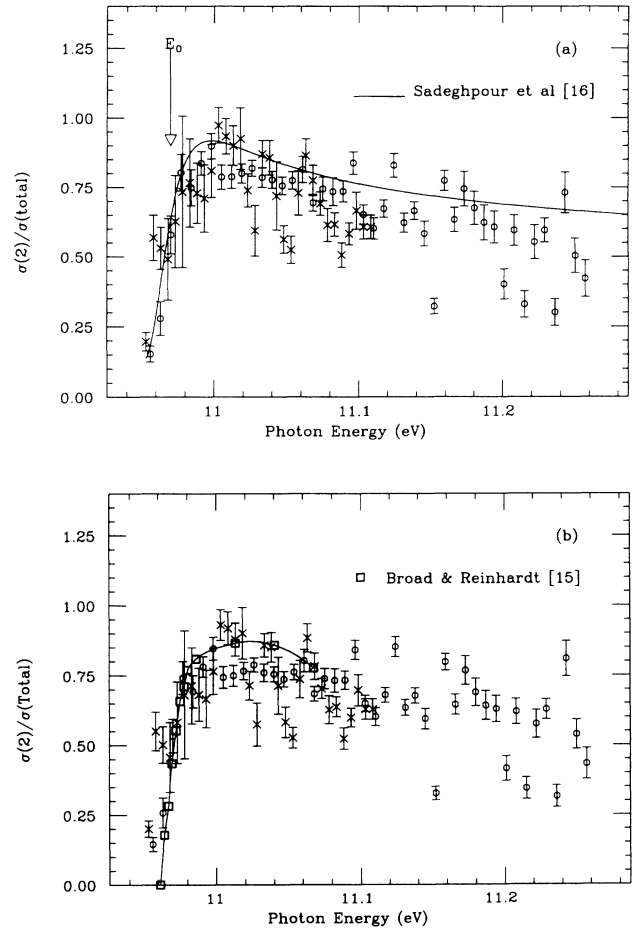 1.25
1.00
0.75
0.50
0.25
0.00
σ(2)/σ(total)
E₀
(a)
Sadeghpour et al [16]
11
11.1
11.2
Photon Energy (eV)
1.25
1.00
0.75
0.50
0.25
0.00
σ(2)/σ(Total)
(b)
Broad & Reinhardt [15]
11
11.1
11.2
Photon Energy (eV)